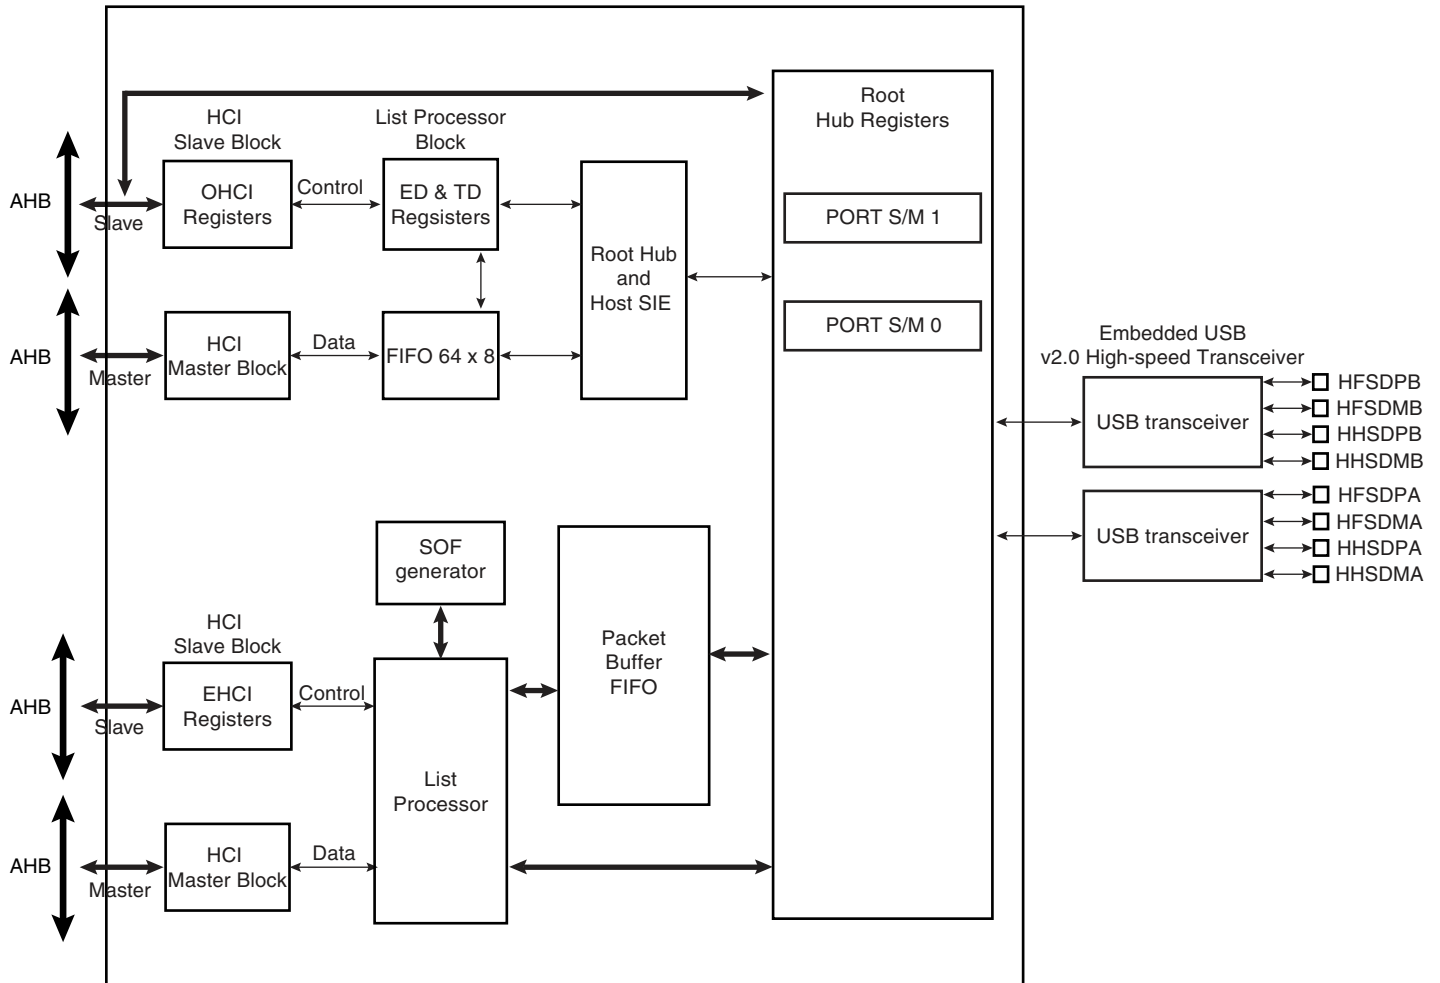 Root
Hub Registers
HCI
Slave Block
List Processor
Block
AHB
Slave
OHCI
Registers
Control
ED & TD
Regsisters
PORT S/M 1
Root Hub
and
Host SIE
AHB
Master
HCI
Master Block
Data
FIFO 64 x 8
PORT S/M 0
Embedded USB
v2.0 High-speed Transceiver
USB transceiver
HFSDPB
HFSDMB
HHSDPB
HHSDMB
USB transceiver
HFSDPA
HFSDMA
HHSDPA
HHSDMA
SOF
generator
HCI
Slave Block
Packet
Buffer
FIFO
AHB
Slave
EHCI
Registers
Control
List
Processor
AHB
Master
HCI
Master Block
Data